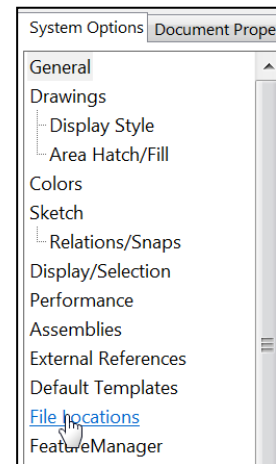 System Options Document Prope
General
Drawings
Display Style
Area Hatch/Fill
Colors
Sketch
Relations/Snaps
Display/Selection
Performance
Assemblies
External References
Default Templates
File Locations
FeatureManager